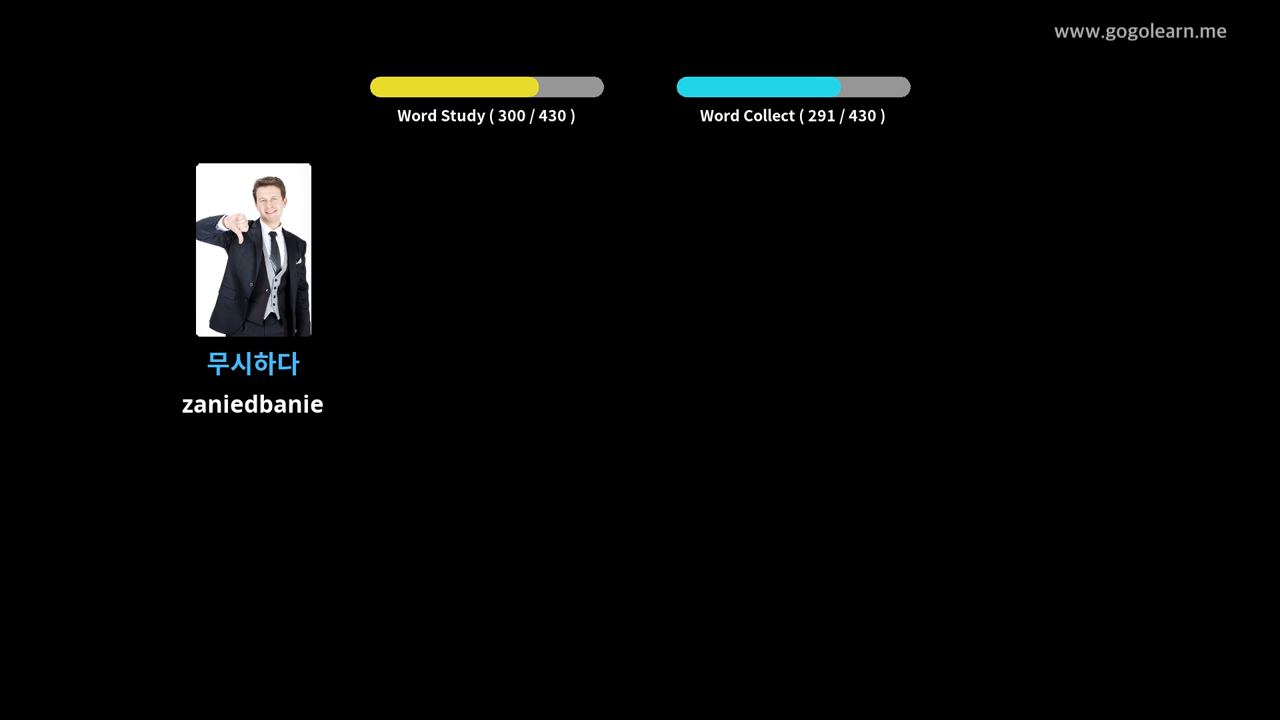 www.gogolearn.me
Word Study ( 300 / 430 )
Word Collect ( 291 / 430 )
무시하다
zaniedbanie